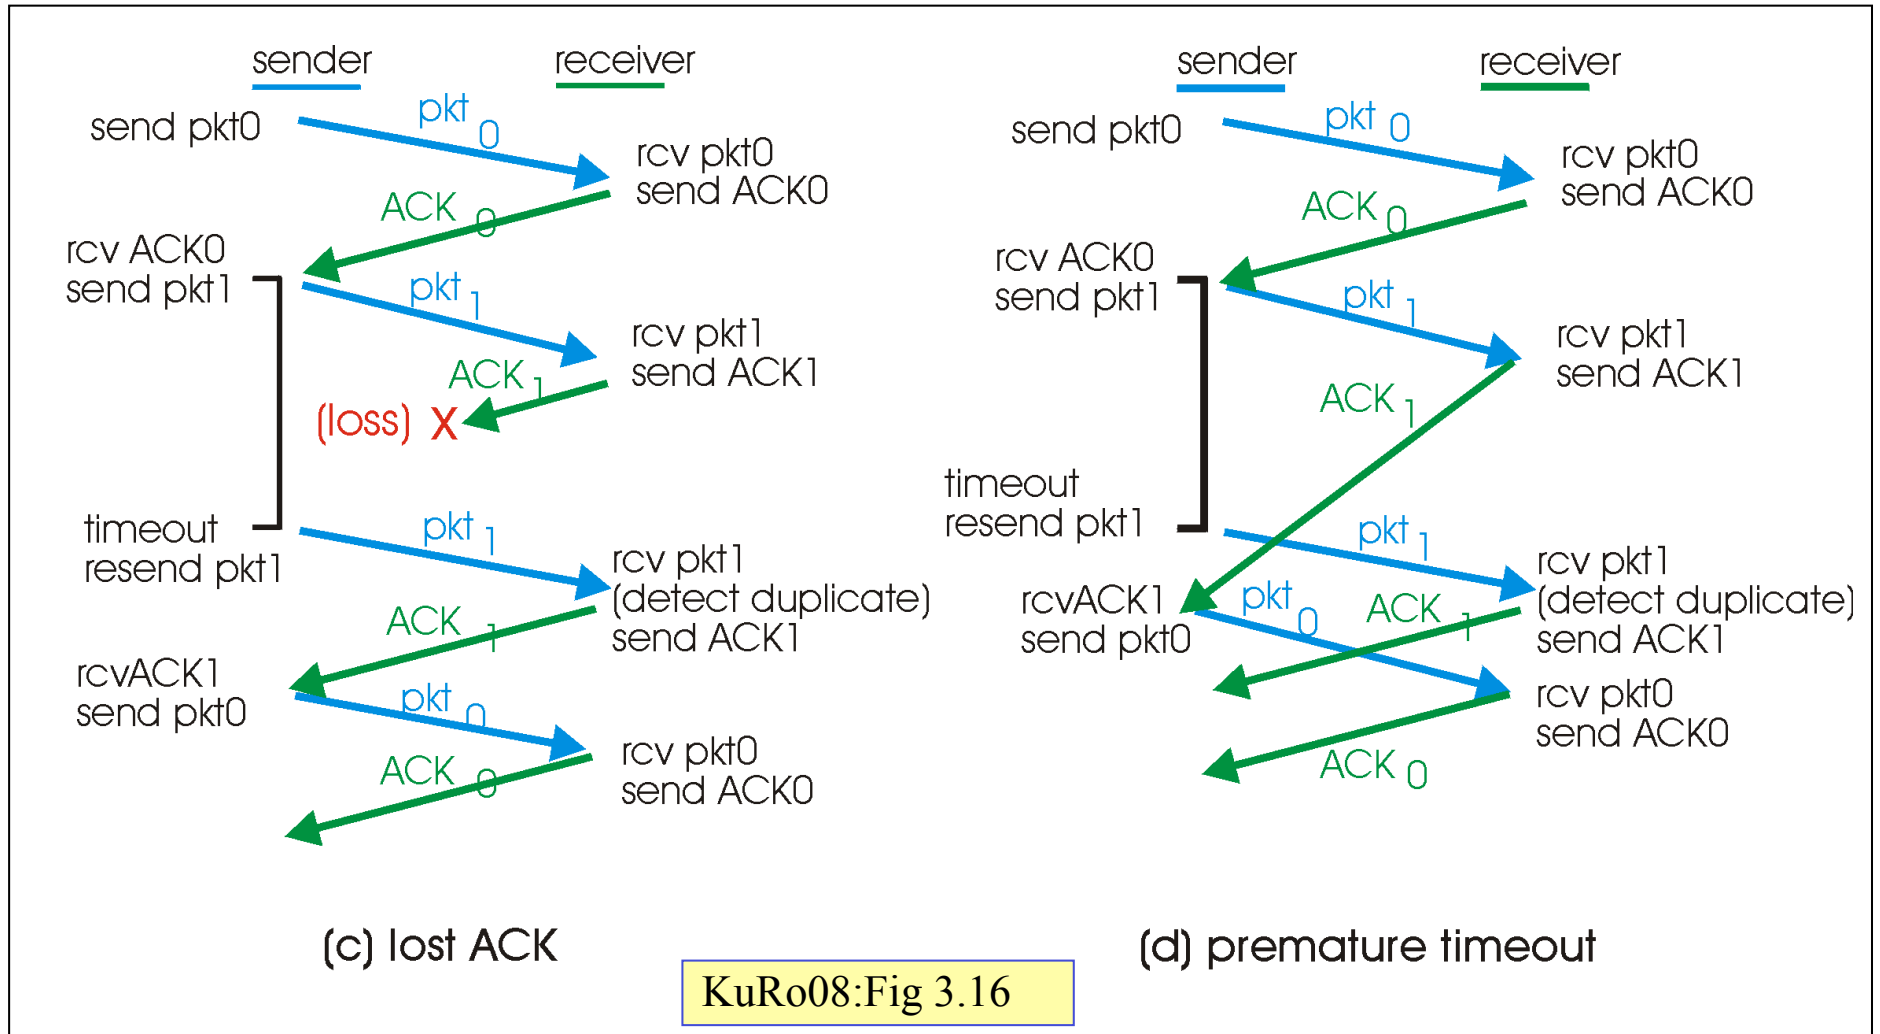 sender
receiver
send pkt0
pkt 0
rcv pkt0
send ACK0
ACK 0
rcv ACK0
send pkt1
pkt 1
rcv pkt1
send ACK1
ACK 1
(loss) X
timeout
resend pkt1
pkt 1
rcv pkt1
(detect duplicate)
send ACK1
ACK 1
rcvACK1
send pkt0
pkt 0
rcv pkt0
send ACK0
ACK 0
(c) lost ACK
sender
receiver
send pkt0
pkt 0
rcv pkt0
send ACK0
ACK 0
rcv ACK0
send pkt1
pkt 1
rcv pkt1
send ACK1
ACK 1
timeout
resend pkt1
pkt 1
rcv pkt1
(detect duplicate)
send ACK1
rcvACK1
send pkt0
pkt 0
ACK 1
rcv pkt0
send ACK0
ACK 0
(d) premature timeout
KuRo08:Fig 3.16